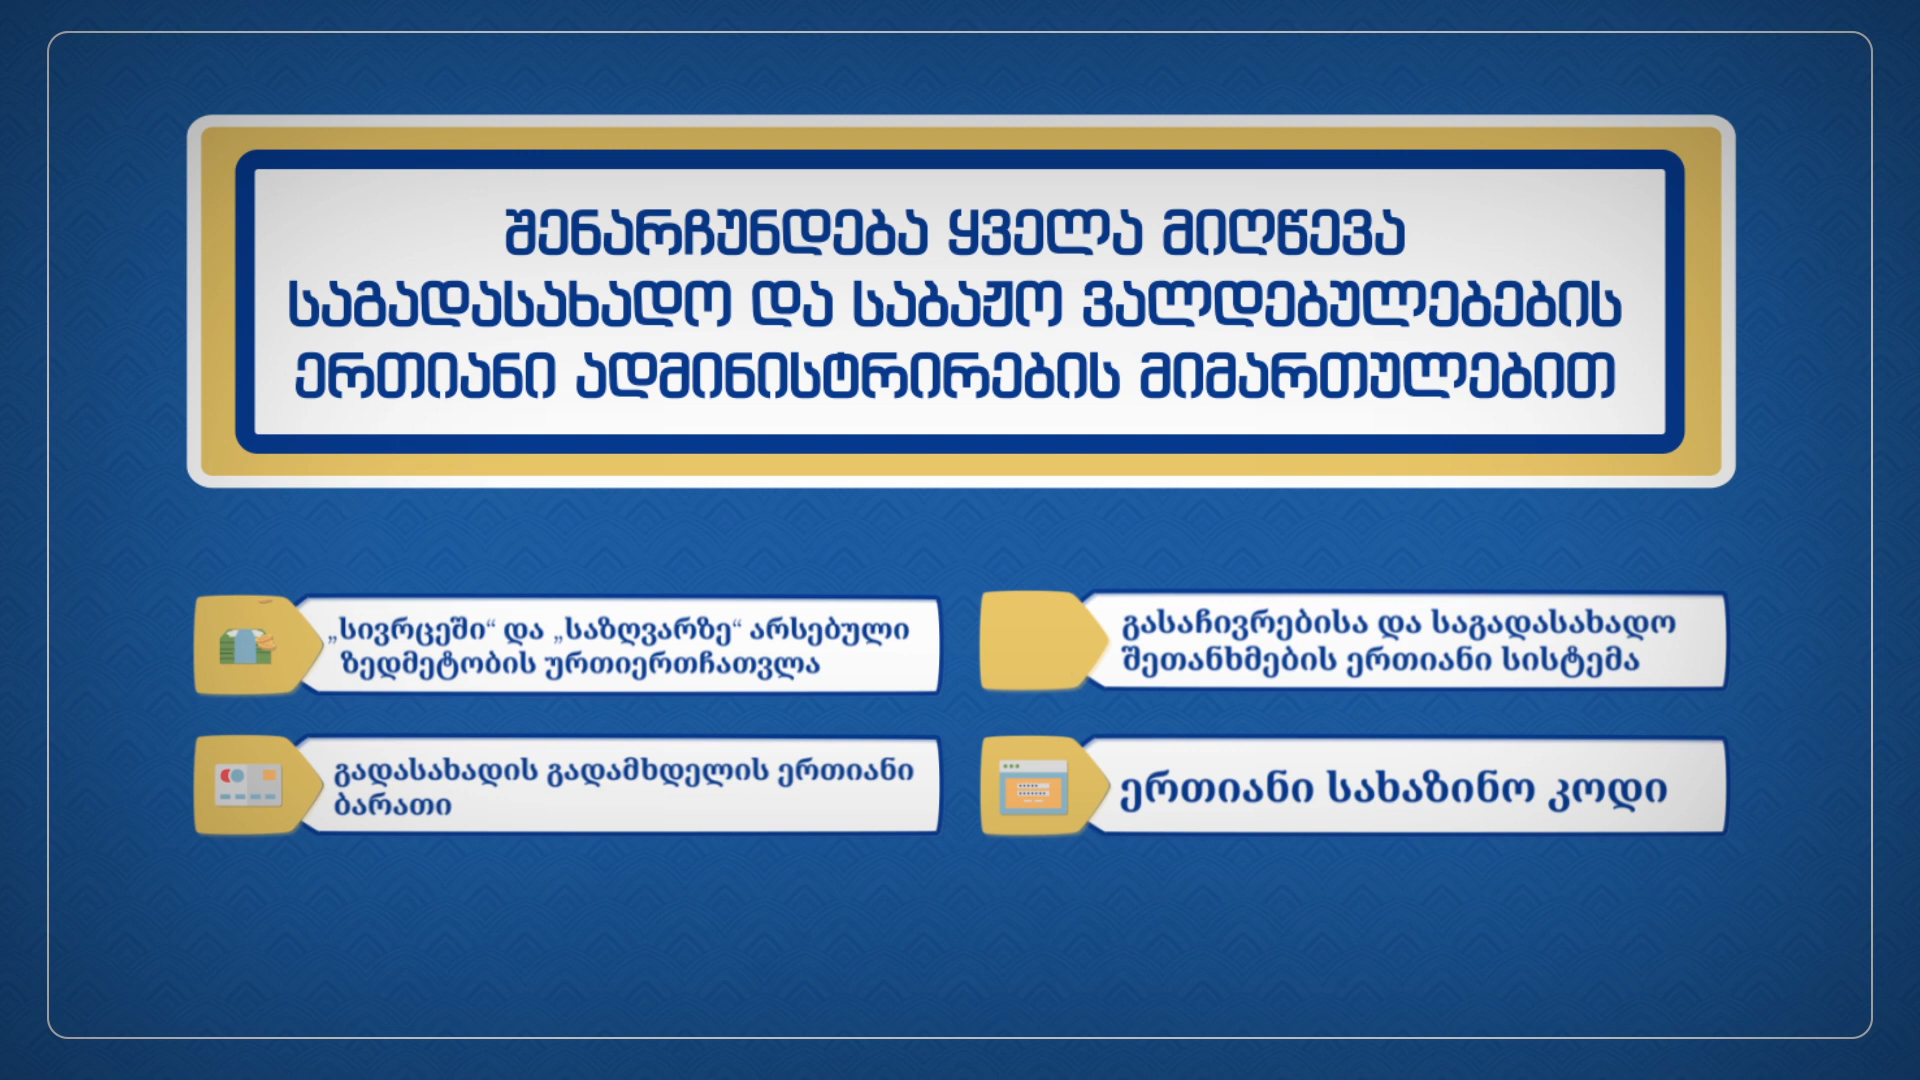 შენარჩუნდება ყველა მიღწევა
საგადასახადო და საბაჟო ვალდებულებების
ერთიანი ადმინისტრირების მიმართულებით
„სივრცეში“ და „საზღვარზე“ არსებული
ზედმეტობის ურთიერთჩათვლა
გასაჩივრებისა და საგადასახადო
შეთანხმების ერთიანი სისტემა
გადასახადის გადამხდელის ერთიანი
ბარათი
ერთიანი სახაზინო კოდი